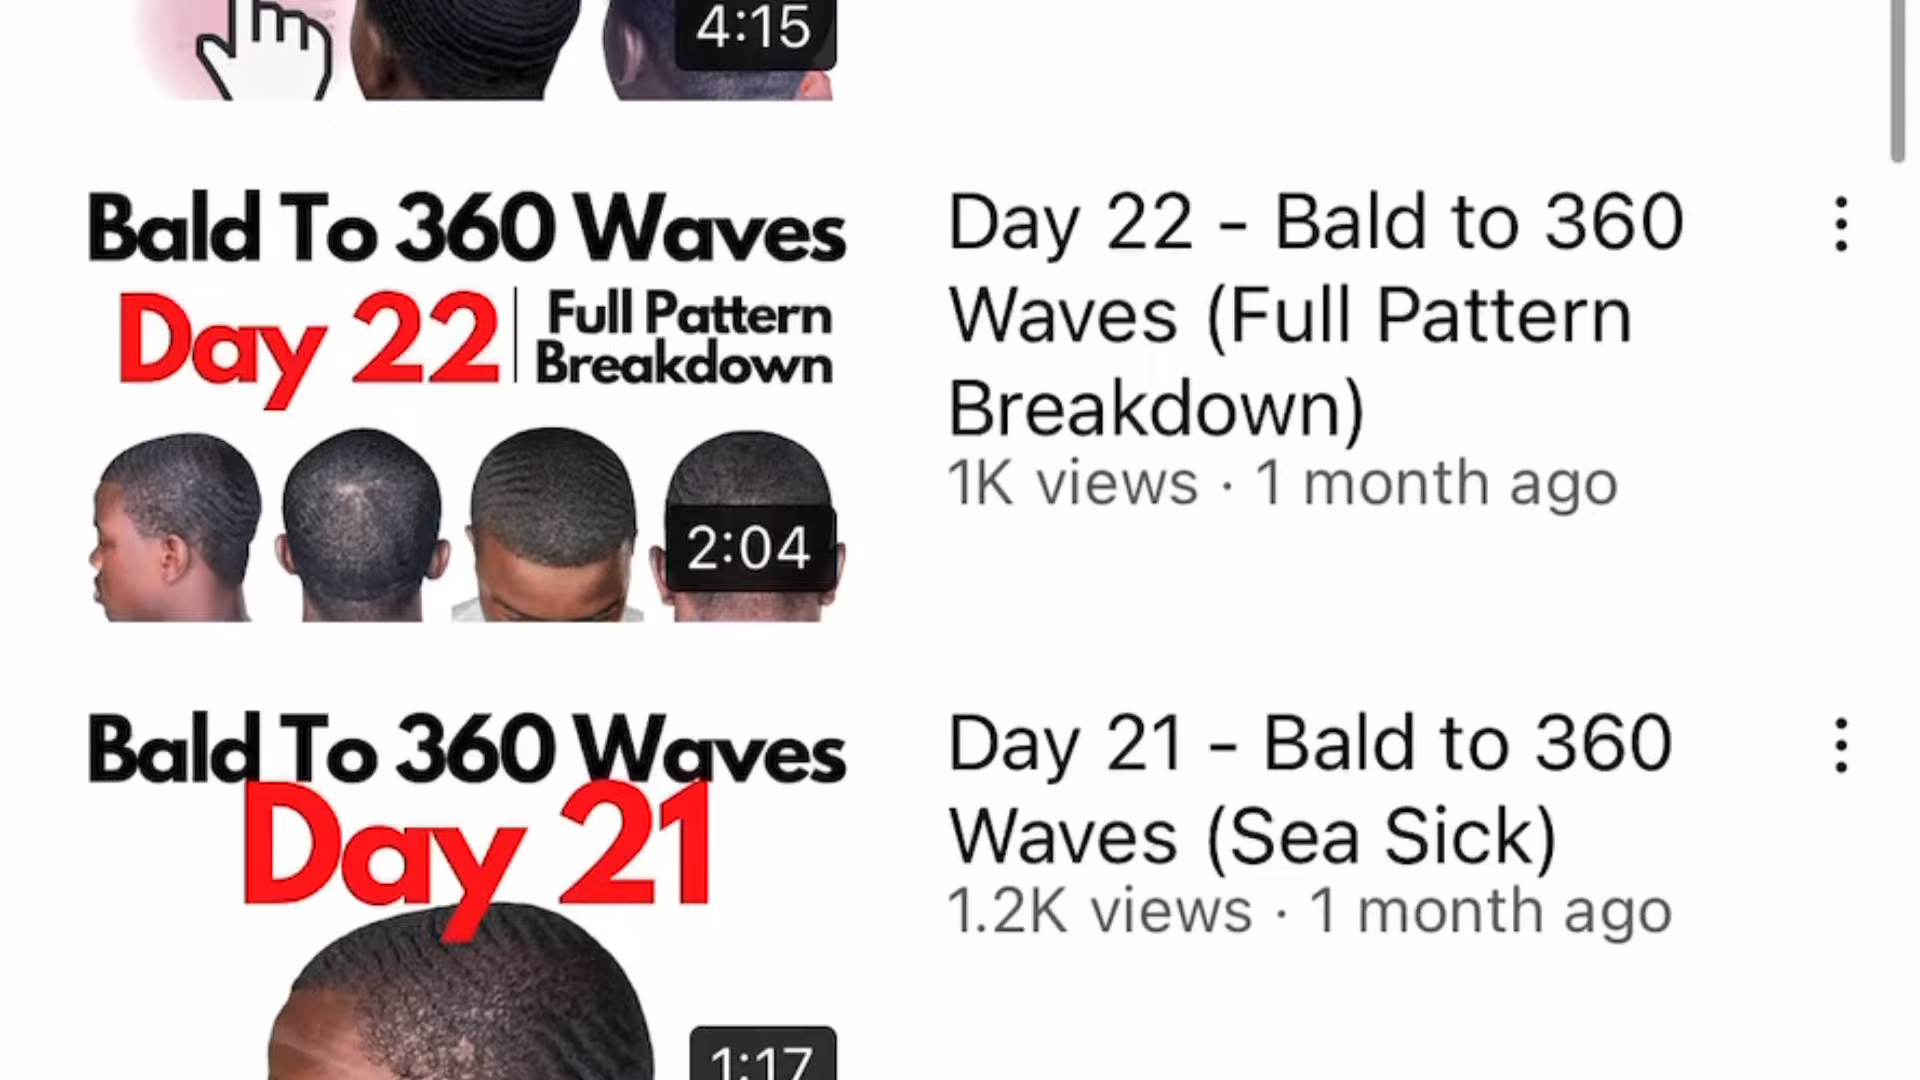 4:15
Bald To 360 Waves
Day 22
Full Pattern
Breakdown
2:04
Day 22 - Bald to 360
Waves (Full Pattern
Breakdown)
1K views · 1 month ago
Bald To 360 Waves
Day 21
1:17
Day 21 - Bald to 360
Waves (Sea Sick)
1.2K views · 1 month ago